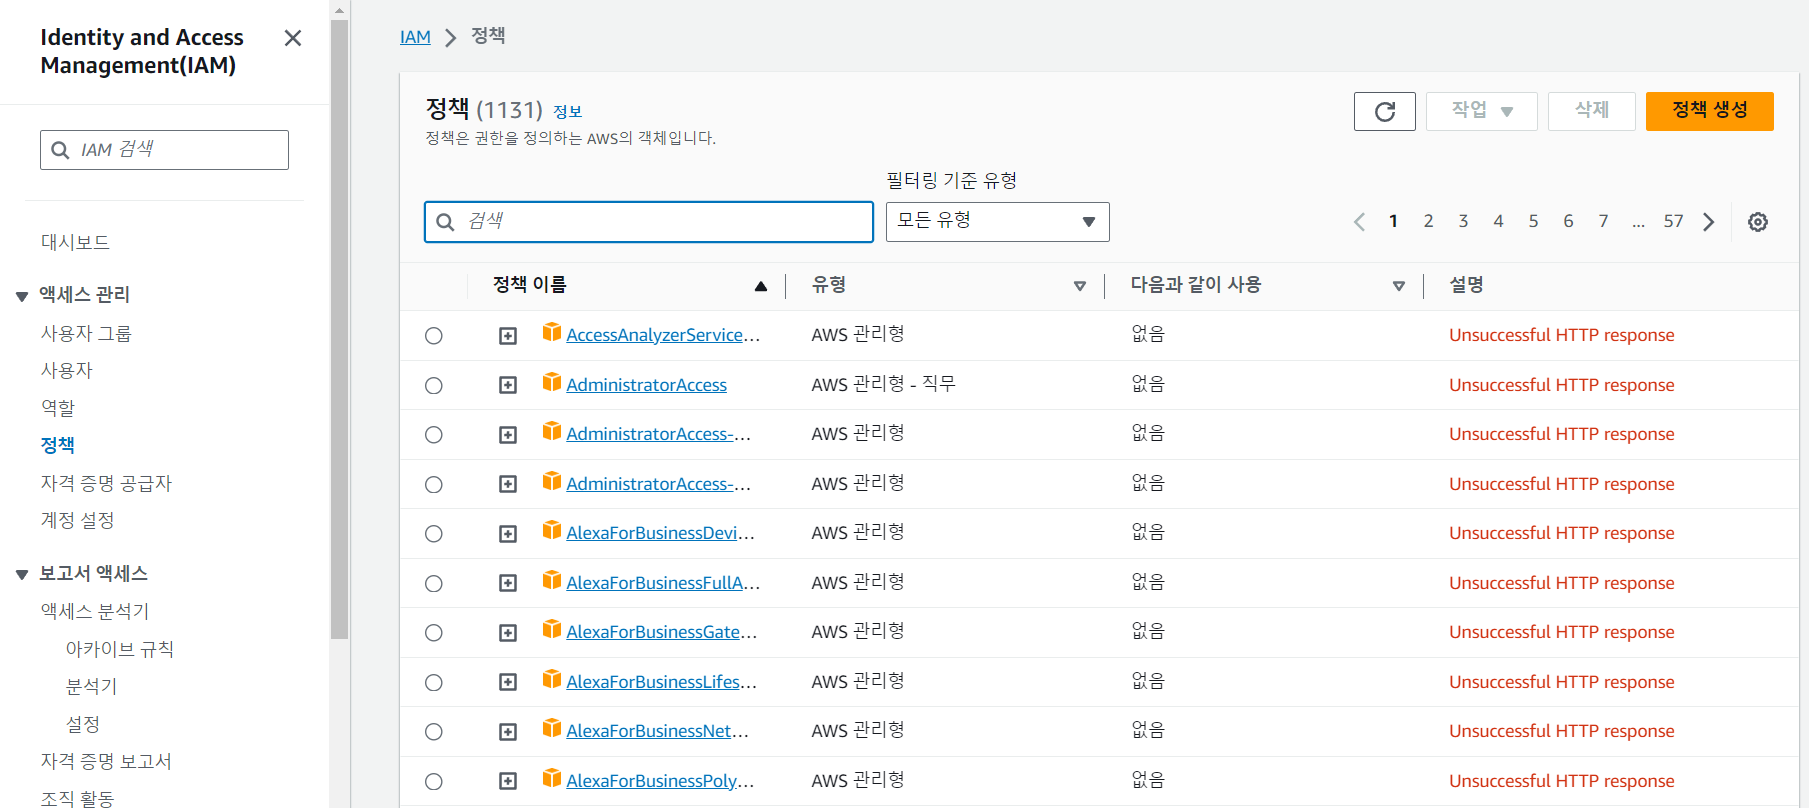 Identity and Access
Management(IAM)
IAM 검색
대시보드
액세스 관리
사용자 그룹
사용자
역할
정책
자격 증명 공급자
계정 설정
보고서 액세스
액세스 분석기
아카이브 규칙
분석기
설정
자격 증명 보고서
조직 활동
IAM > 정책
정책 (1131) 정보
정책은 권한을 정의하는 AWS의 객체입니다.
작업 삭제 정책 생성
필터링 기준 유형
검색 모든 유형 1 2 3 4 5 6 7 ... 57
정책 이름 유형 다음과 같이 사용 설명
AccessAnalyzerService... AWS 관리형 없음 Unsuccessful HTTP response
AdministratorAccess AWS 관리형 - 직무 없음 Unsuccessful HTTP response
AdministratorAccess-... AWS 관리형 없음 Unsuccessful HTTP response
AdministratorAccess-... AWS 관리형 없음 Unsuccessful HTTP response
AlexaForBusinessDevi... AWS 관리형 없음 Unsuccessful HTTP response
AlexaForBusinessFullA... AWS 관리형 없음 Unsuccessful HTTP response
AlexaForBusinessGate... AWS 관리형 없음 Unsuccessful HTTP response
AlexaForBusinessLifes... AWS 관리형 없음 Unsuccessful HTTP response
AlexaForBusinessNet... AWS 관리형 없음 Unsuccessful HTTP response
AlexaForBusinessPoly... AWS 관리형 없음 Unsuccessful HTTP response